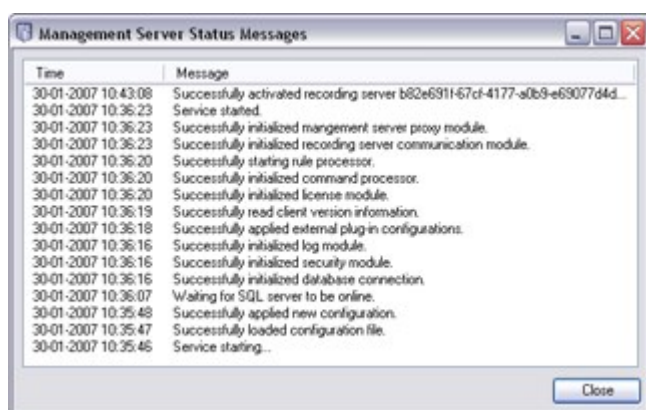 Management Server Status Messages
Time Message
30-01-2007 10:43:08 Successfully activated recording server b82e691f-67cf-4177-a0b9-e69077d4d...
30-01-2007 10:36:23 Service started.
30-01-2007 10:36:23 Successfully initialized mangement server proxy module.
30-01-2007 10:36:23 Successfully initialized recording server communication module.
30-01-2007 10:36:20 Successfully starting rule processor.
30-01-2007 10:36:20 Successfully initialized command processor.
30-01-2007 10:36:20 Successfully initialized license module.
30-01-2007 10:36:19 Successfully read client version information.
30-01-2007 10:36:18 Successfully applied external plug-in configurations.
30-01-2007 10:36:16 Successfully initialized log module.
30-01-2007 10:36:16 Successfully initialized security module.
30-01-2007 10:36:16 Successfully initialized database connection.
30-01-2007 10:36:07 Waiting for SQL server to be online.
30-01-2007 10:35:48 Successfully applied new configuration.
30-01-2007 10:35:47 Successfully loaded configuration file.
30-01-2007 10:35:46 Service starting...
Close